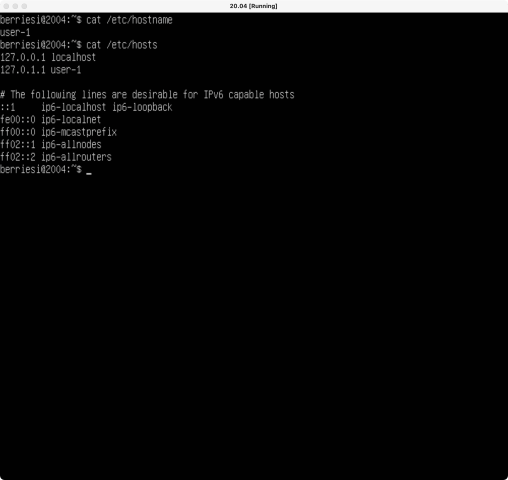 20.04 [Running]
berriesi@2004:~$ cat /etc/hostname
user-1
berriesi@2004:~$ cat /etc/hosts
127.0.0.1 localhost
127.0.1.1 user-1
# The following lines are desirable for IPv6 capable hosts
::1     ip6-localhost ip6-loopback
fe00::0 ip6-localnet
ff00::0 ip6-mcastprefix
ff02::1 ip6-allnodes
ff02::2 ip6-allrouters
berriesi@2004:~$ _